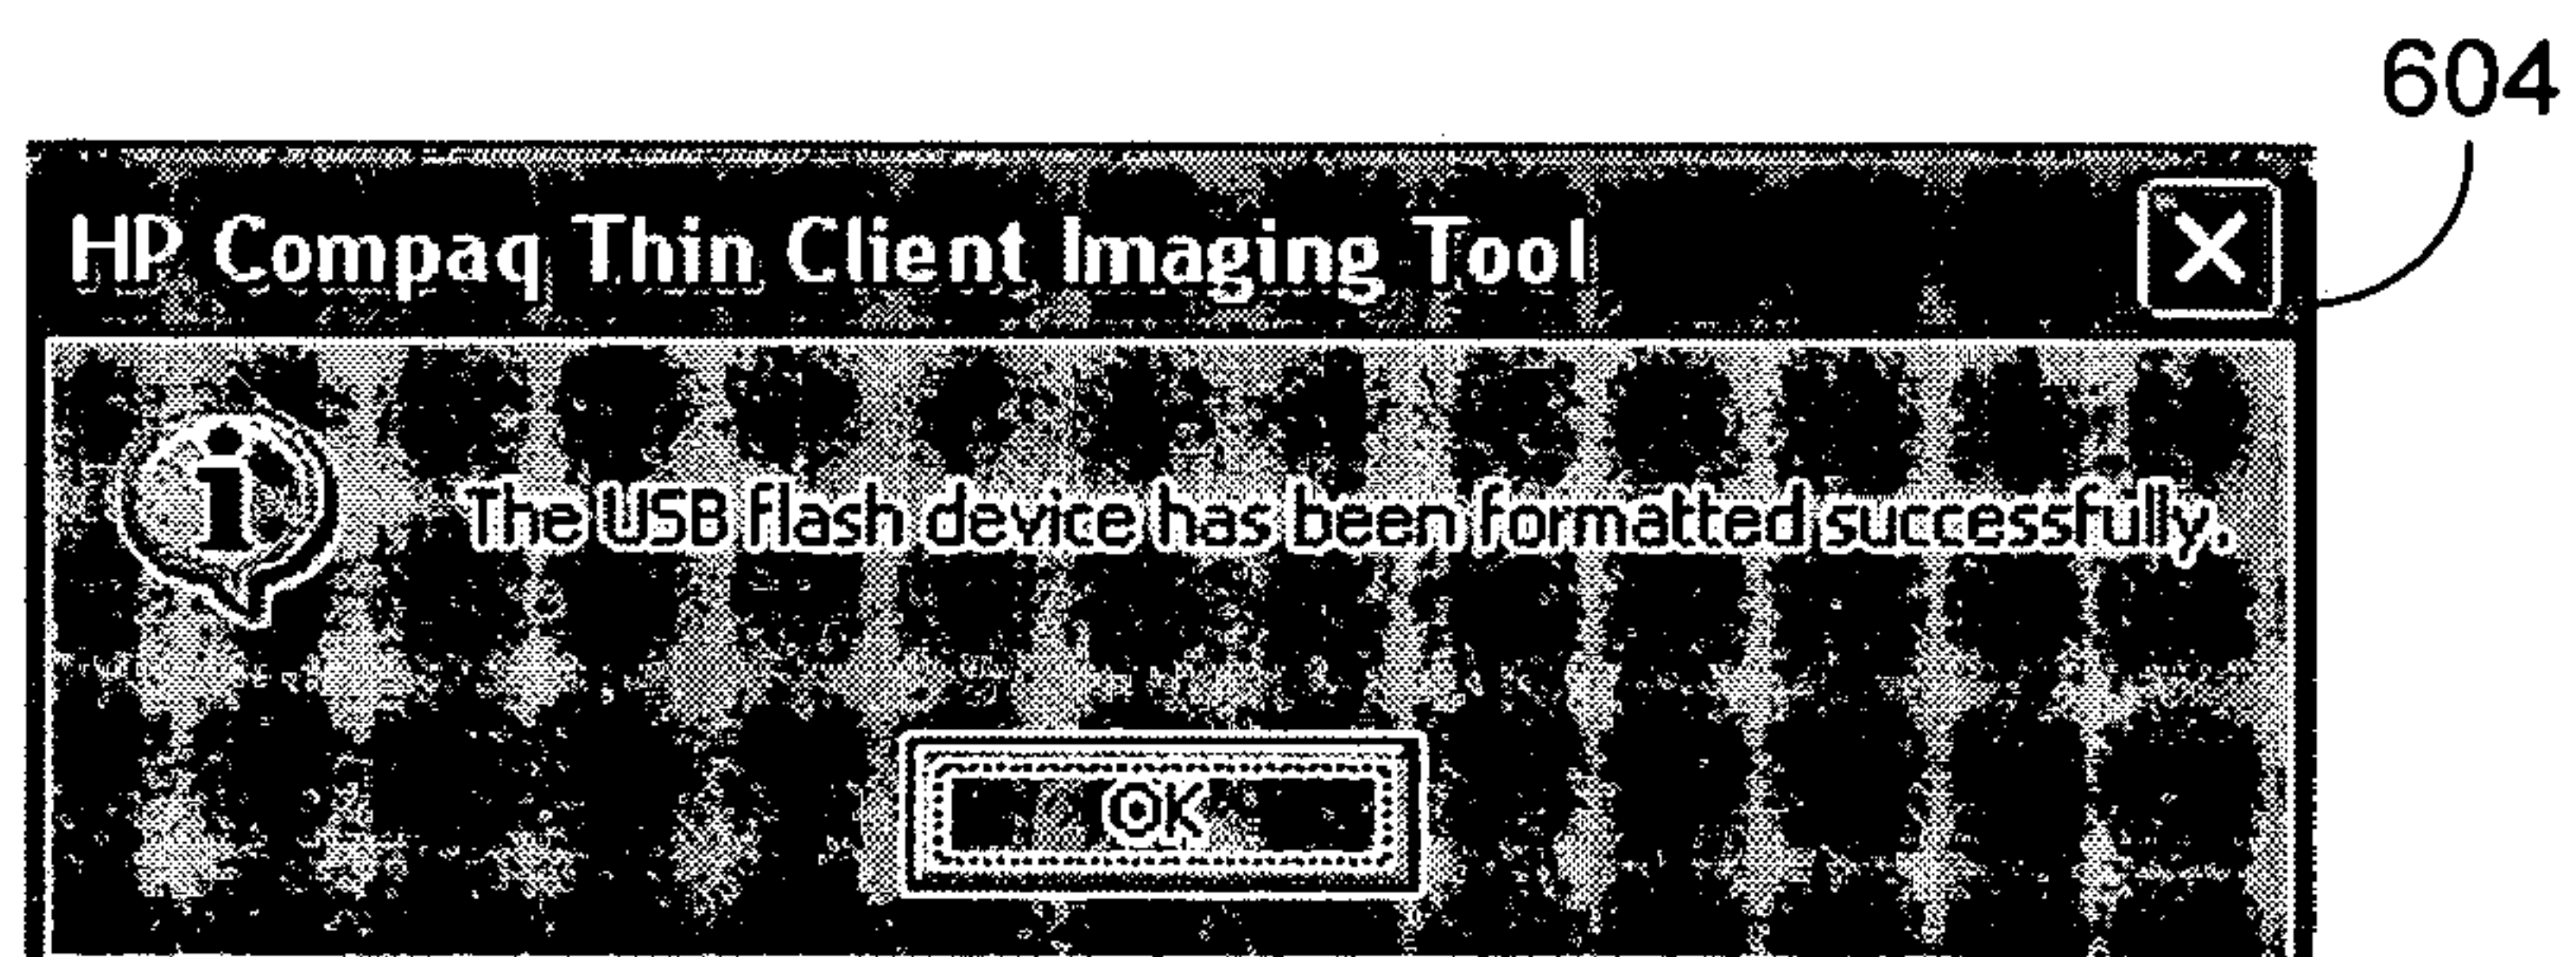 604
HP Compaq Thin Client Imaging Tool
The USB flash device has been formatted successfully.
OK